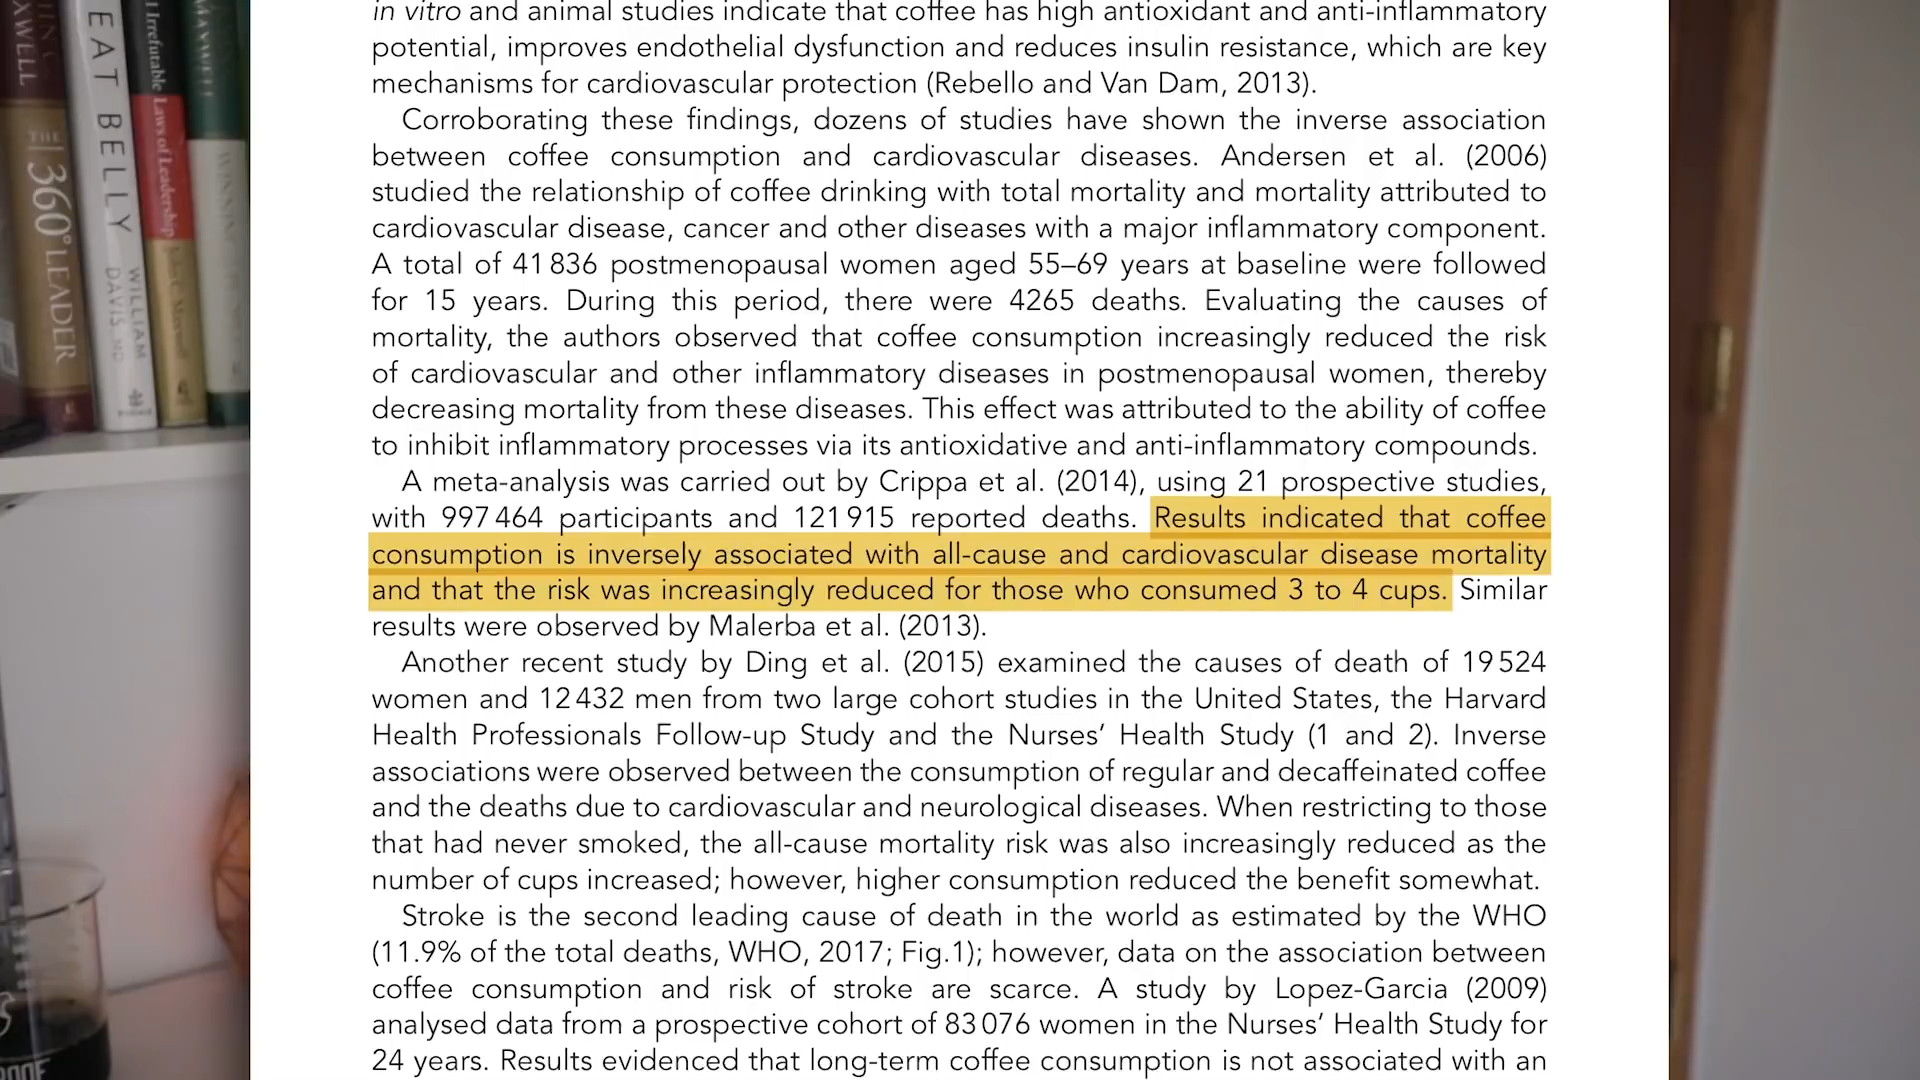 in vitro and animal studies indicate that coffee has high antioxidant and anti-inflammatory
potential, improves endothelial dysfunction and reduces insulin resistance, which are key
mechanisms for cardiovascular protection (Rebello and Van Dam, 2013).
Corroborating these findings, dozens of studies have shown the inverse association
between coffee consumption and cardiovascular diseases. Andersen et al. (2006)
studied the relationship of coffee drinking with total mortality and mortality attributed to
cardiovascular disease, cancer and other diseases with a major inflammatory component.
A total of 41 836 postmenopausal women aged 55–69 years at baseline were followed
for 15 years. During this period, there were 4265 deaths. Evaluating the causes of
mortality, the authors observed that coffee consumption increasingly reduced the risk
of cardiovascular and other inflammatory diseases in postmenopausal women, thereby
decreasing mortality from these diseases. This effect was attributed to the ability of coffee
to inhibit inflammatory processes via its antioxidative and anti-inflammatory compounds.
A meta-analysis was carried out by Crippa et al. (2014), using 21 prospective studies,
with 997 464 participants and 121 915 reported deaths. Results indicated that coffee
consumption is inversely associated with all-cause and cardiovascular disease mortality
and that the risk was increasingly reduced for those who consumed 3 to 4 cups. Similar
results were observed by Malerba et al. (2013).
Another recent study by Ding et al. (2015) examined the causes of death of 19 524
women and 12 432 men from two large cohort studies in the United States, the Harvard
Health Professionals Follow-up Study and the Nurses’ Health Study (1 and 2). Inverse
associations were observed between the consumption of regular and decaffeinated coffee
and the deaths due to cardiovascular and neurological diseases. When restricting to those
that had never smoked, the all-cause mortality risk was also increasingly reduced as the
number of cups increased; however, higher consumption reduced the benefit somewhat.
Stroke is the second leading cause of death in the world as estimated by the WHO
(11.9% of the total deaths, WHO, 2017; Fig.1); however, data on the association between
coffee consumption and risk of stroke are scarce. A study by Lopez-Garcia (2009)
analysed data from a prospective cohort of 83 076 women in the Nurses’ Health Study for
24 years. Results evidenced that long-term coffee consumption is not associated with an
XWELL
THE 360° LEADER
EAT BELLY
WILLIAM DAVIS, MD
Irrefutable Laws of Leadership
John C. Maxwell
MAXWELL